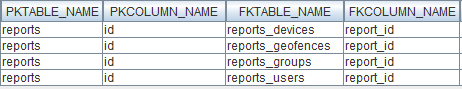 PKTABLE_NAME PKCOLUMN_NAME FKTABLE_NAME FKCOLUMN_NAME
reports id reports_devices report_id
reports id reports_geofences report_id
reports id reports_groups report_id
reports id reports_users report_id